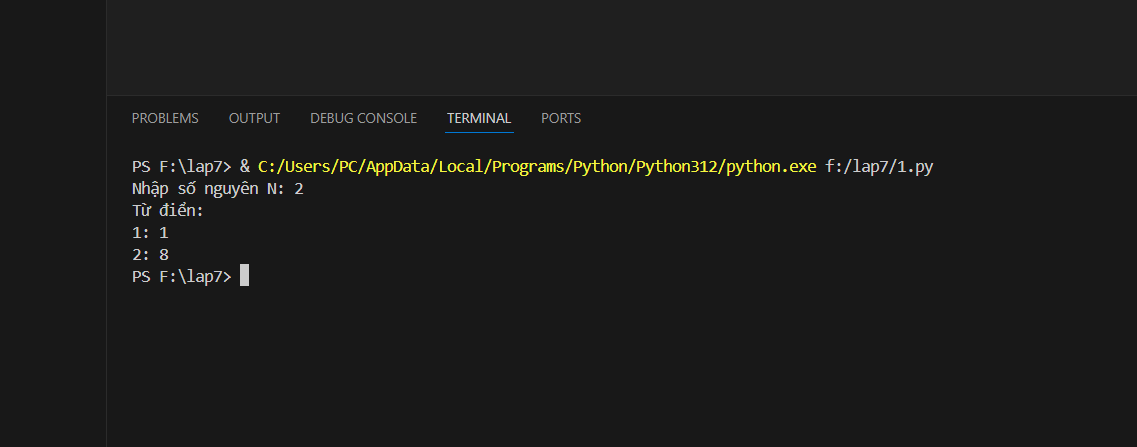 PROBLEMS OUTPUT DEBUG CONSOLE TERMINAL PORTS
PS F:\lap7> & C:/Users/PC/AppData/Local/Programs/Python/Python312/python.exe f:/lap7/1.py
Nhập số nguyên N: 2
Từ điển:
1: 1
2: 8
PS F:\lap7>